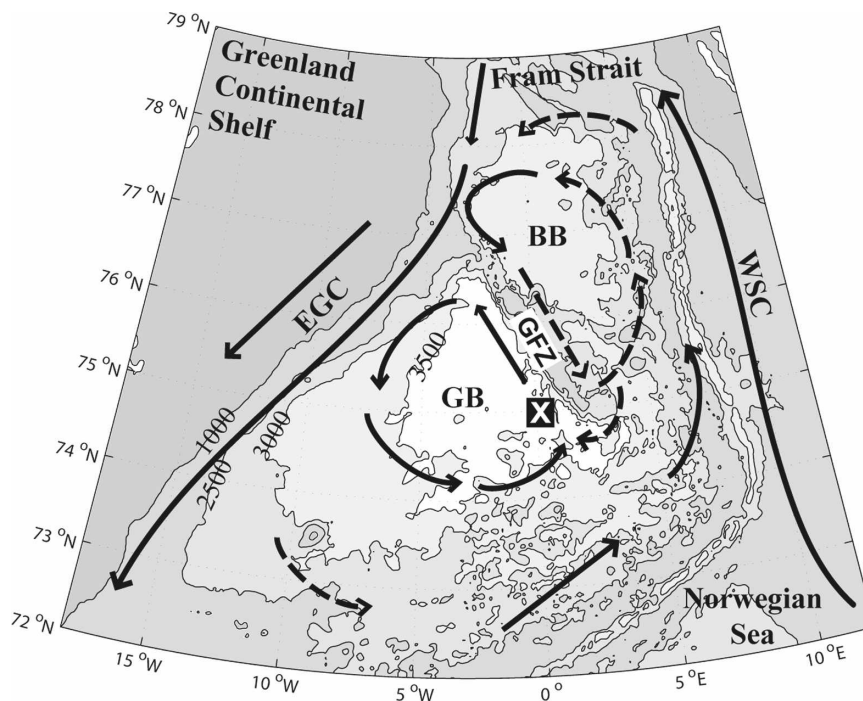 79 °N
78 °N
77 °N
76 °N
75 °N
74 °N
73 °N
72 °N
Greenland
Continental
Shelf
Fram Strait
BB
WSC
EGC
GFZ
3500
GB
X
1000
3000
2500
Norwegian
Sea
15 °W
10 °W
5 °W
0 °
5 °E
10 °E